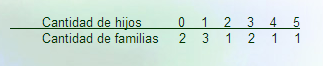 Cantidad de hijos 0 1 2 3 4 5
Cantidad de familias 2 3 1 2 1 1